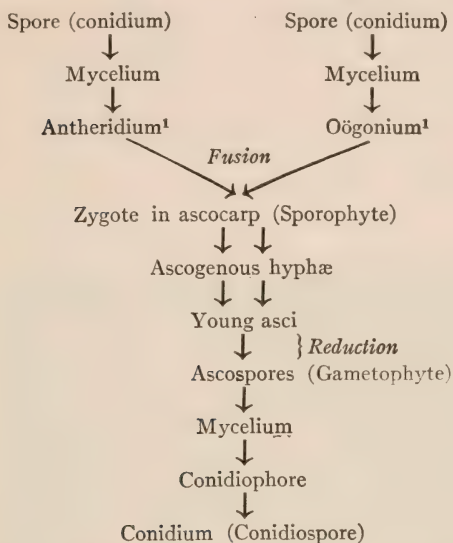 Spore (conidium) Spore (conidium)
Mycelium Mycelium
Antheridium¹ Oögonium¹
Fusion
Zygote in ascocarp (Sporophyte)
Ascogenous hyphæ
Young asci
} Reduction
Ascospores (Gametophyte)
Mycelium
Conidiophore
Conidium (Conidiospore)